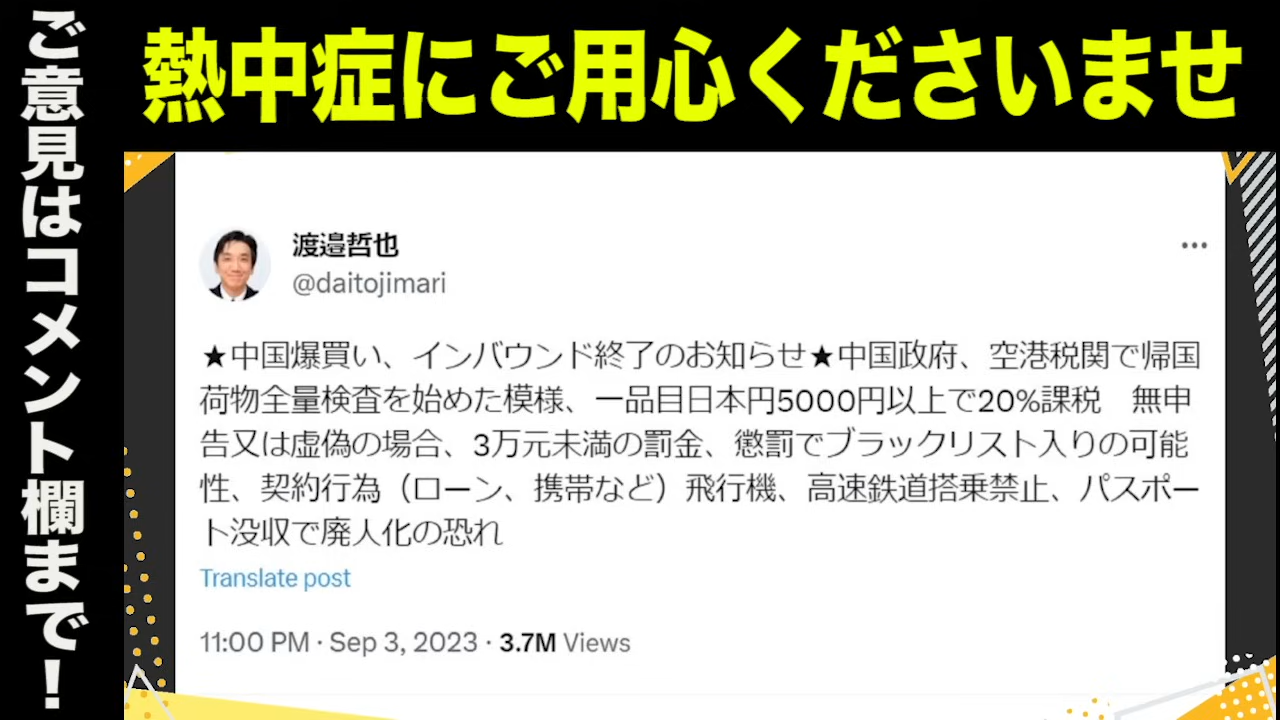 熱中症にご用心くださいませ
ご意見はコメント欄まで！
渡邉哲也
@daitojimari
★中国爆買い、インバウンド終了のお知らせ★中国政府、空港税関で帰国
荷物全量検査を始めた模様、一品目日本円5000円以上で20%課税　無申
告又は虚偽の場合、3万元未満の罰金、懲罰でブラックリスト入りの可能
性、契約行為（ローン、携帯など）飛行機、高速鉄道搭乗禁止、パスポー
ト没収で廃人化の恐れ
Translate post
11:00 PM · Sep 3, 2023 · 3.7M Views